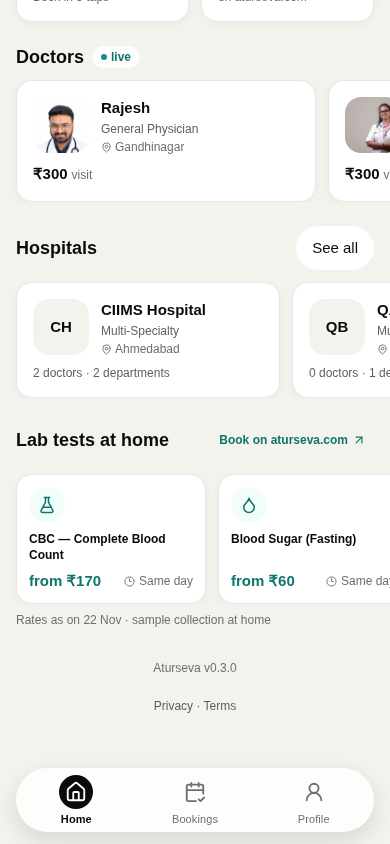 Doctors
live
Rajesh
General Physician
Gandhinagar
₹300 visit
₹300
Hospitals
See all
CH
CIIMS Hospital
Multi-Specialty
Ahmedabad
2 doctors · 2 departments
QB
0 doctors · 1
Lab tests at home
Book on aturseva.com
CBC — Complete Blood
Count
from ₹170
Same day
Blood Sugar (Fasting)
from ₹60
Same day
Rates as on 22 Nov · sample collection at home
Aturseva v0.3.0
Privacy · Terms
Home
Bookings
Profile